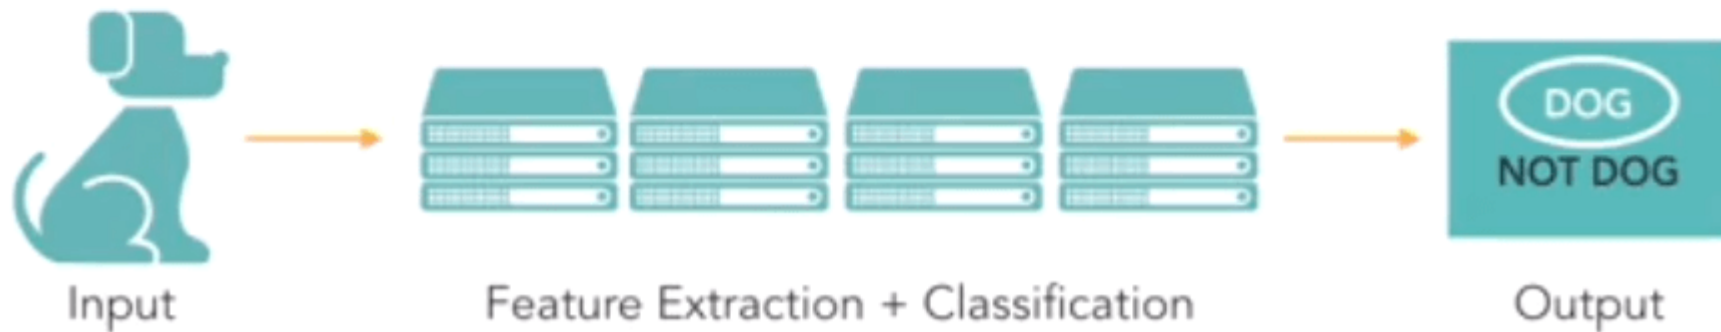 DOG
NOT DOG
Input
Feature Extraction + Classification
Output